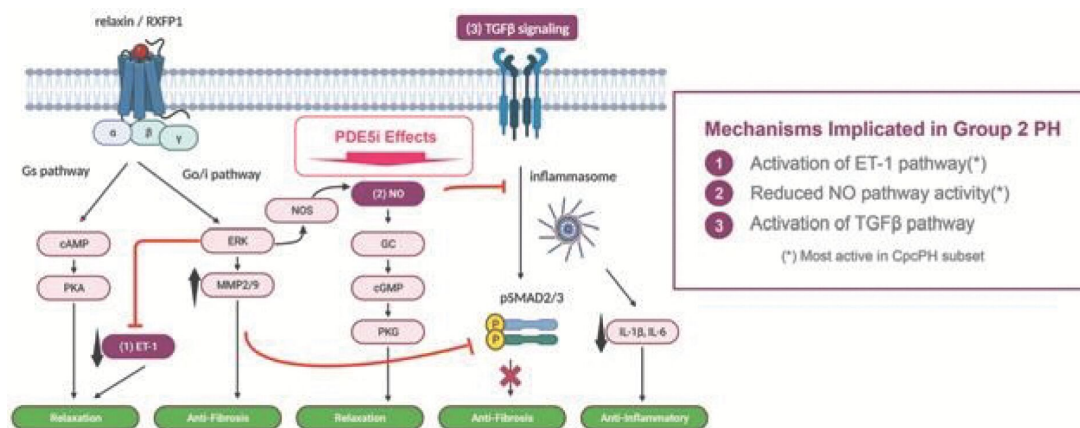 relaxin / RXFP1
(3) TGFβ signaling
α
β
γ
PDE5i Effects
Gs pathway
Go/i pathway
(2) NO
inflammasome
NOS
cAMP
ERK
GC
PKA
MMP2/9
cGMP
pSMAD2/3
(1) ET-1
PKG
P
P
IL-1β, IL-6
Relaxation
Anti-Fibrosis
Relaxation
Anti-Fibrosis
Anti-Inflammatory
Mechanisms Implicated in Group 2 PH
1 Activation of ET-1 pathway(*)
2 Reduced NO pathway activity(*)
3 Activation of TGFβ pathway
(*) Most active in CpcPH subset